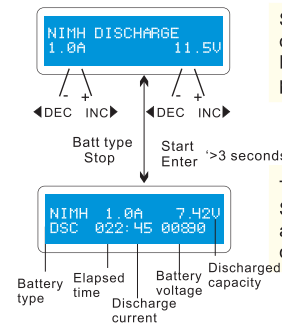 NIMH DISCHARGE
1.0A 11.5V
- + - +
◀DEC INC▶ ◀DEC INC▶
Batt type
Stop
Start
Enter
'>3 seconds
NIMH 1.0A 7.42V
DSC 022:45 00890
Battery
type
Elapsed
time
Discharge
current
Battery
voltage
Discharged
capacity